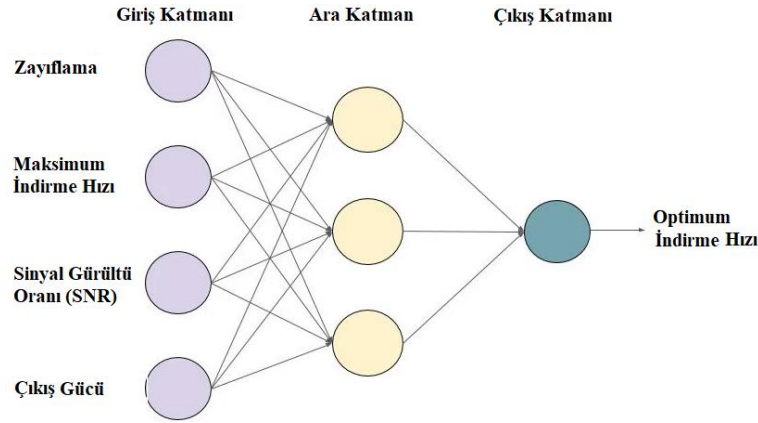 Giriş Katmanı
Ara Katman
Çıkış Katmanı
Zayıflama
Maksimum
İndirme Hızı
Sinyal Gürültü
Oranı (SNR)
Çıkış Gücü
Optimum
İndirme Hızı